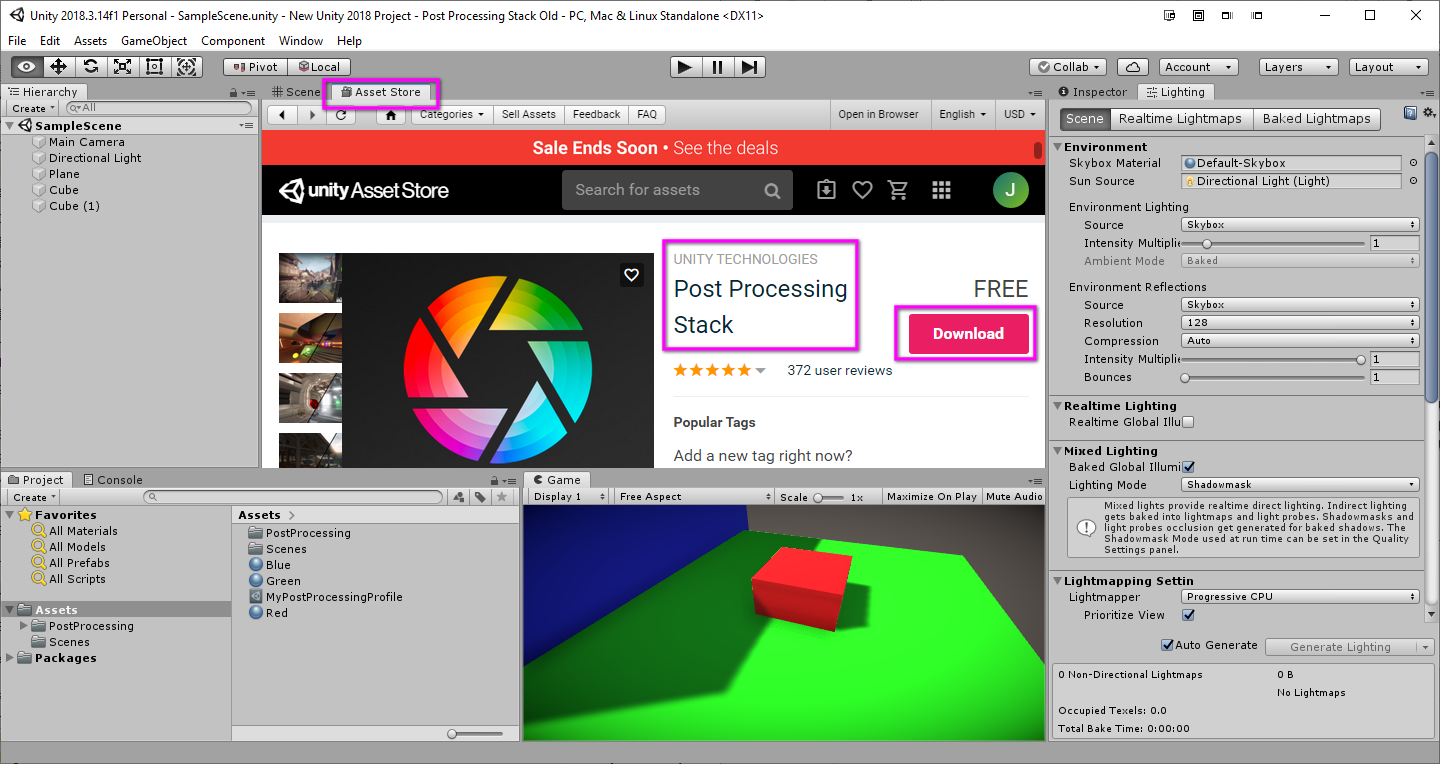 Unity 2018.3.14f1 Personal - SampleScene.unity - New Unity 2018 Project - Post Processing Stack Old - PC, Mac & Linux Standalone <DX11>
File Edit Assets GameObject Component Window Help
Pivot Local Collab Account Layers Layout
Hierarchy
Create All
SampleScene
Main Camera
Directional Light
Plane
Cube
Cube (1)
Scene Asset Store
Categories Sell Assets Feedback FAQ Open in Browser English USD
Sale Ends Soon • See the deals
unity Asset Store Search for assets J
UNITY TECHNOLOGIES
Post Processing
Stack
FREE
Download
372 user reviews
Popular Tags
Add a new tag right now?
Inspector Lighting
Scene Realtime Lightmaps Baked Lightmaps
Environment
Skybox Material Default-Skybox
Sun Source Directional Light (Light)
Environment Lighting
Source Skybox
Intensity Multiplie 1
Ambient Mode Baked
Environment Reflections
Source Skybox
Resolution 128
Compression Auto
Intensity Multiplie 1
Bounces 1
Realtime Lighting
Realtime Global Illu
Mixed Lighting
Baked Global Illumi
Lighting Mode Shadowmask
Mixed lights provide realtime direct lighting. Indirect lighting
gets baked into lightmaps and light probes. Shadowmasks and
light probes occlusion get generated for baked shadows. The
Shadowmask Mode used at run time can be set in the Quality
Settings panel.
Lightmapping Settin
Lightmapper Progressive CPU
Prioritize View
Auto Generate Generate Lighting
0 Non-Directional Lightmaps 0 B
No Lightmaps
Occupied Texels: 0.0
Total Bake Time: 0:00:00
Project Console
Create
Favorites
All Materials
All Models
All Prefabs
All Scripts
Assets
PostProcessing
Scenes
Packages
Assets
PostProcessing
Scenes
Blue
Green
MyPostProcessingProfile
Red
Game
Display 1 Free Aspect Scale 1x Maximize On Play Mute Audio